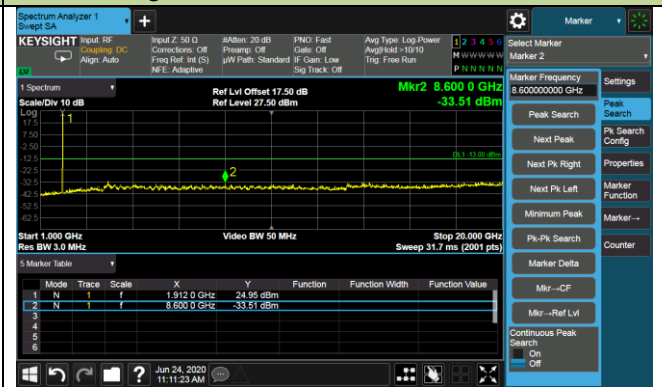 Spectrum Analyzer 1
Swept SA
Marker
KEYSIGHT
Input: RF
Coupling: DC
Align: Auto
Input Z: 50 Ω
Corrections: Off
Freq Ref: Int (S)
NFE: Adaptive
#Atten: 20 dB
Preamp: Off
µW Path: Standard
PNO: Fast
Gate: Off
IF Gain: Low
Sig Track: Off
Avg Type: Log-Power
Avg|Hold:>10/10
Trig: Free Run
1 2 3 4 5 6
M W W W W W
P N N N N N
1 Spectrum
Scale/Div 10 dB
Ref Lvl Offset 17.50 dB
Ref Level 27.50 dBm
Mkr2 8.600 0 GHz
-33.51 dBm
Log
17.5
7.50
-2.50
-12.5
-22.5
-32.5
-42.5
-52.5
-62.5
1
2
DL1 -13.00 dBm
Start 1.000 GHz
Res BW 3.0 MHz
Video BW 50 MHz
Stop 20.000 GHz
Sweep 31.7 ms (2001 pts)
5 Marker Table
Mode Trace Scale X Y Function Function Width Function Value
1 N 1 f 1.912 0 GHz 24.95 dBm
2 N 1 f 8.600 0 GHz -33.51 dBm
3
4
5
6
Jun 24, 2020
11:11:23 AM
Select Marker
Marker 2
Marker Frequency
8.600000000 GHz
Peak Search
Next Peak
Next Pk Right
Next Pk Left
Minimum Peak
Pk-Pk Search
Marker Delta
Mkr→CF
Mkr→Ref Lvl
Continuous Peak
Search
On
Off
Settings
Peak
Search
Pk Search
Config
Properties
Marker
Function
Marker→
Counter